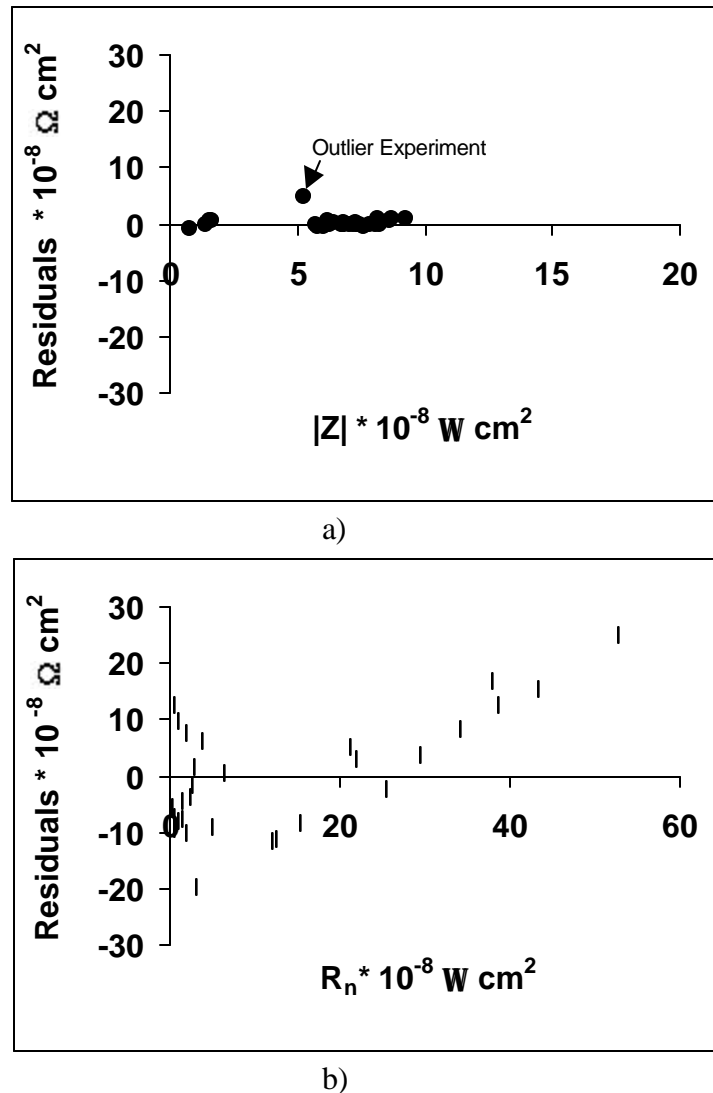 30
20
Outlier Experiment
10
0
0 5 10 15 20
-10
-20
-30
Residuals * 10⁻⁸ Ω cm²
|Z| * 10⁻⁸ W cm²
a)
30
20
10
0
0 20 40 60
-10
-20
-30
Residuals * 10⁻⁸ Ω cm²
Rₙ* 10⁻⁸ W cm²
b)